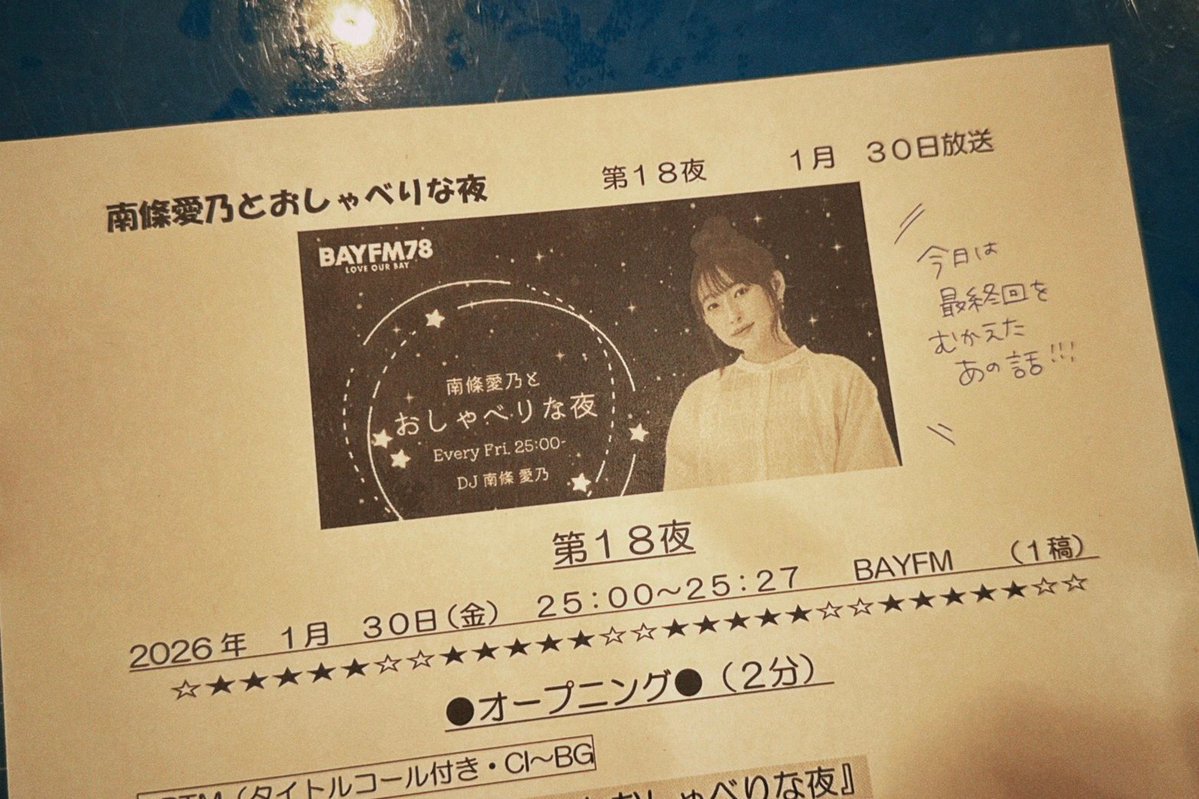 南條愛乃とおしゃべりな夜 第18夜 1月 30日放送
BAYFM78
LOVE OUR BAY
南條愛乃と
おしゃべりな夜
Every Fri. 25:00-
DJ 南條 愛乃
今日は
最終回を
むかえた
あの話!!!
第18夜
2026年 1月 30日(金) 25:00~25:27 BAYFM (1稿)
☆★★★★★☆☆★★★★★☆☆★★★★★☆☆★★★★★☆☆
●オープニング●(2分)
(タイトルコール付き・CI~BG
おしゃべりな夜』